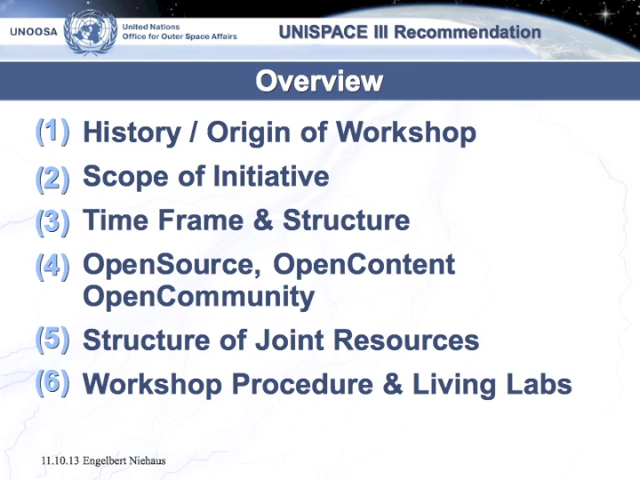 UNOOSA
United Nations
Office for Outer Space Affairs
UNISPACE III Recommendation
Overview
(1) History / Origin of Workshop
(2) Scope of Initiative
(3) Time Frame & Structure
(4) OpenSource, OpenContent
OpenCommunity
(5) Structure of Joint Resources
(6) Workshop Procedure & Living Labs
11.10.13 Engelbert Niehaus